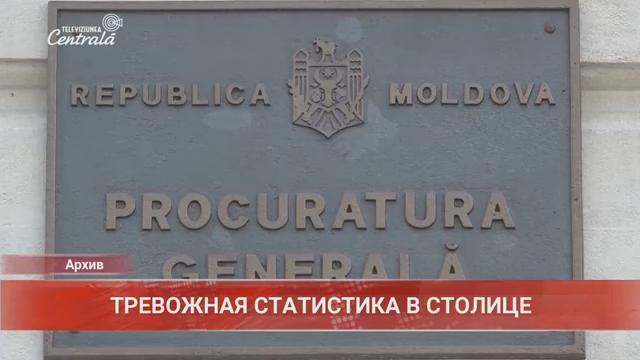 TELEVIZIUNEA
Centrală
REPUBLICA MOLDOVA
PROCURATURA
GENERALĂ
Архив
ТРЕВОЖНАЯ СТАТИСТИКА В СТОЛИЦЕ